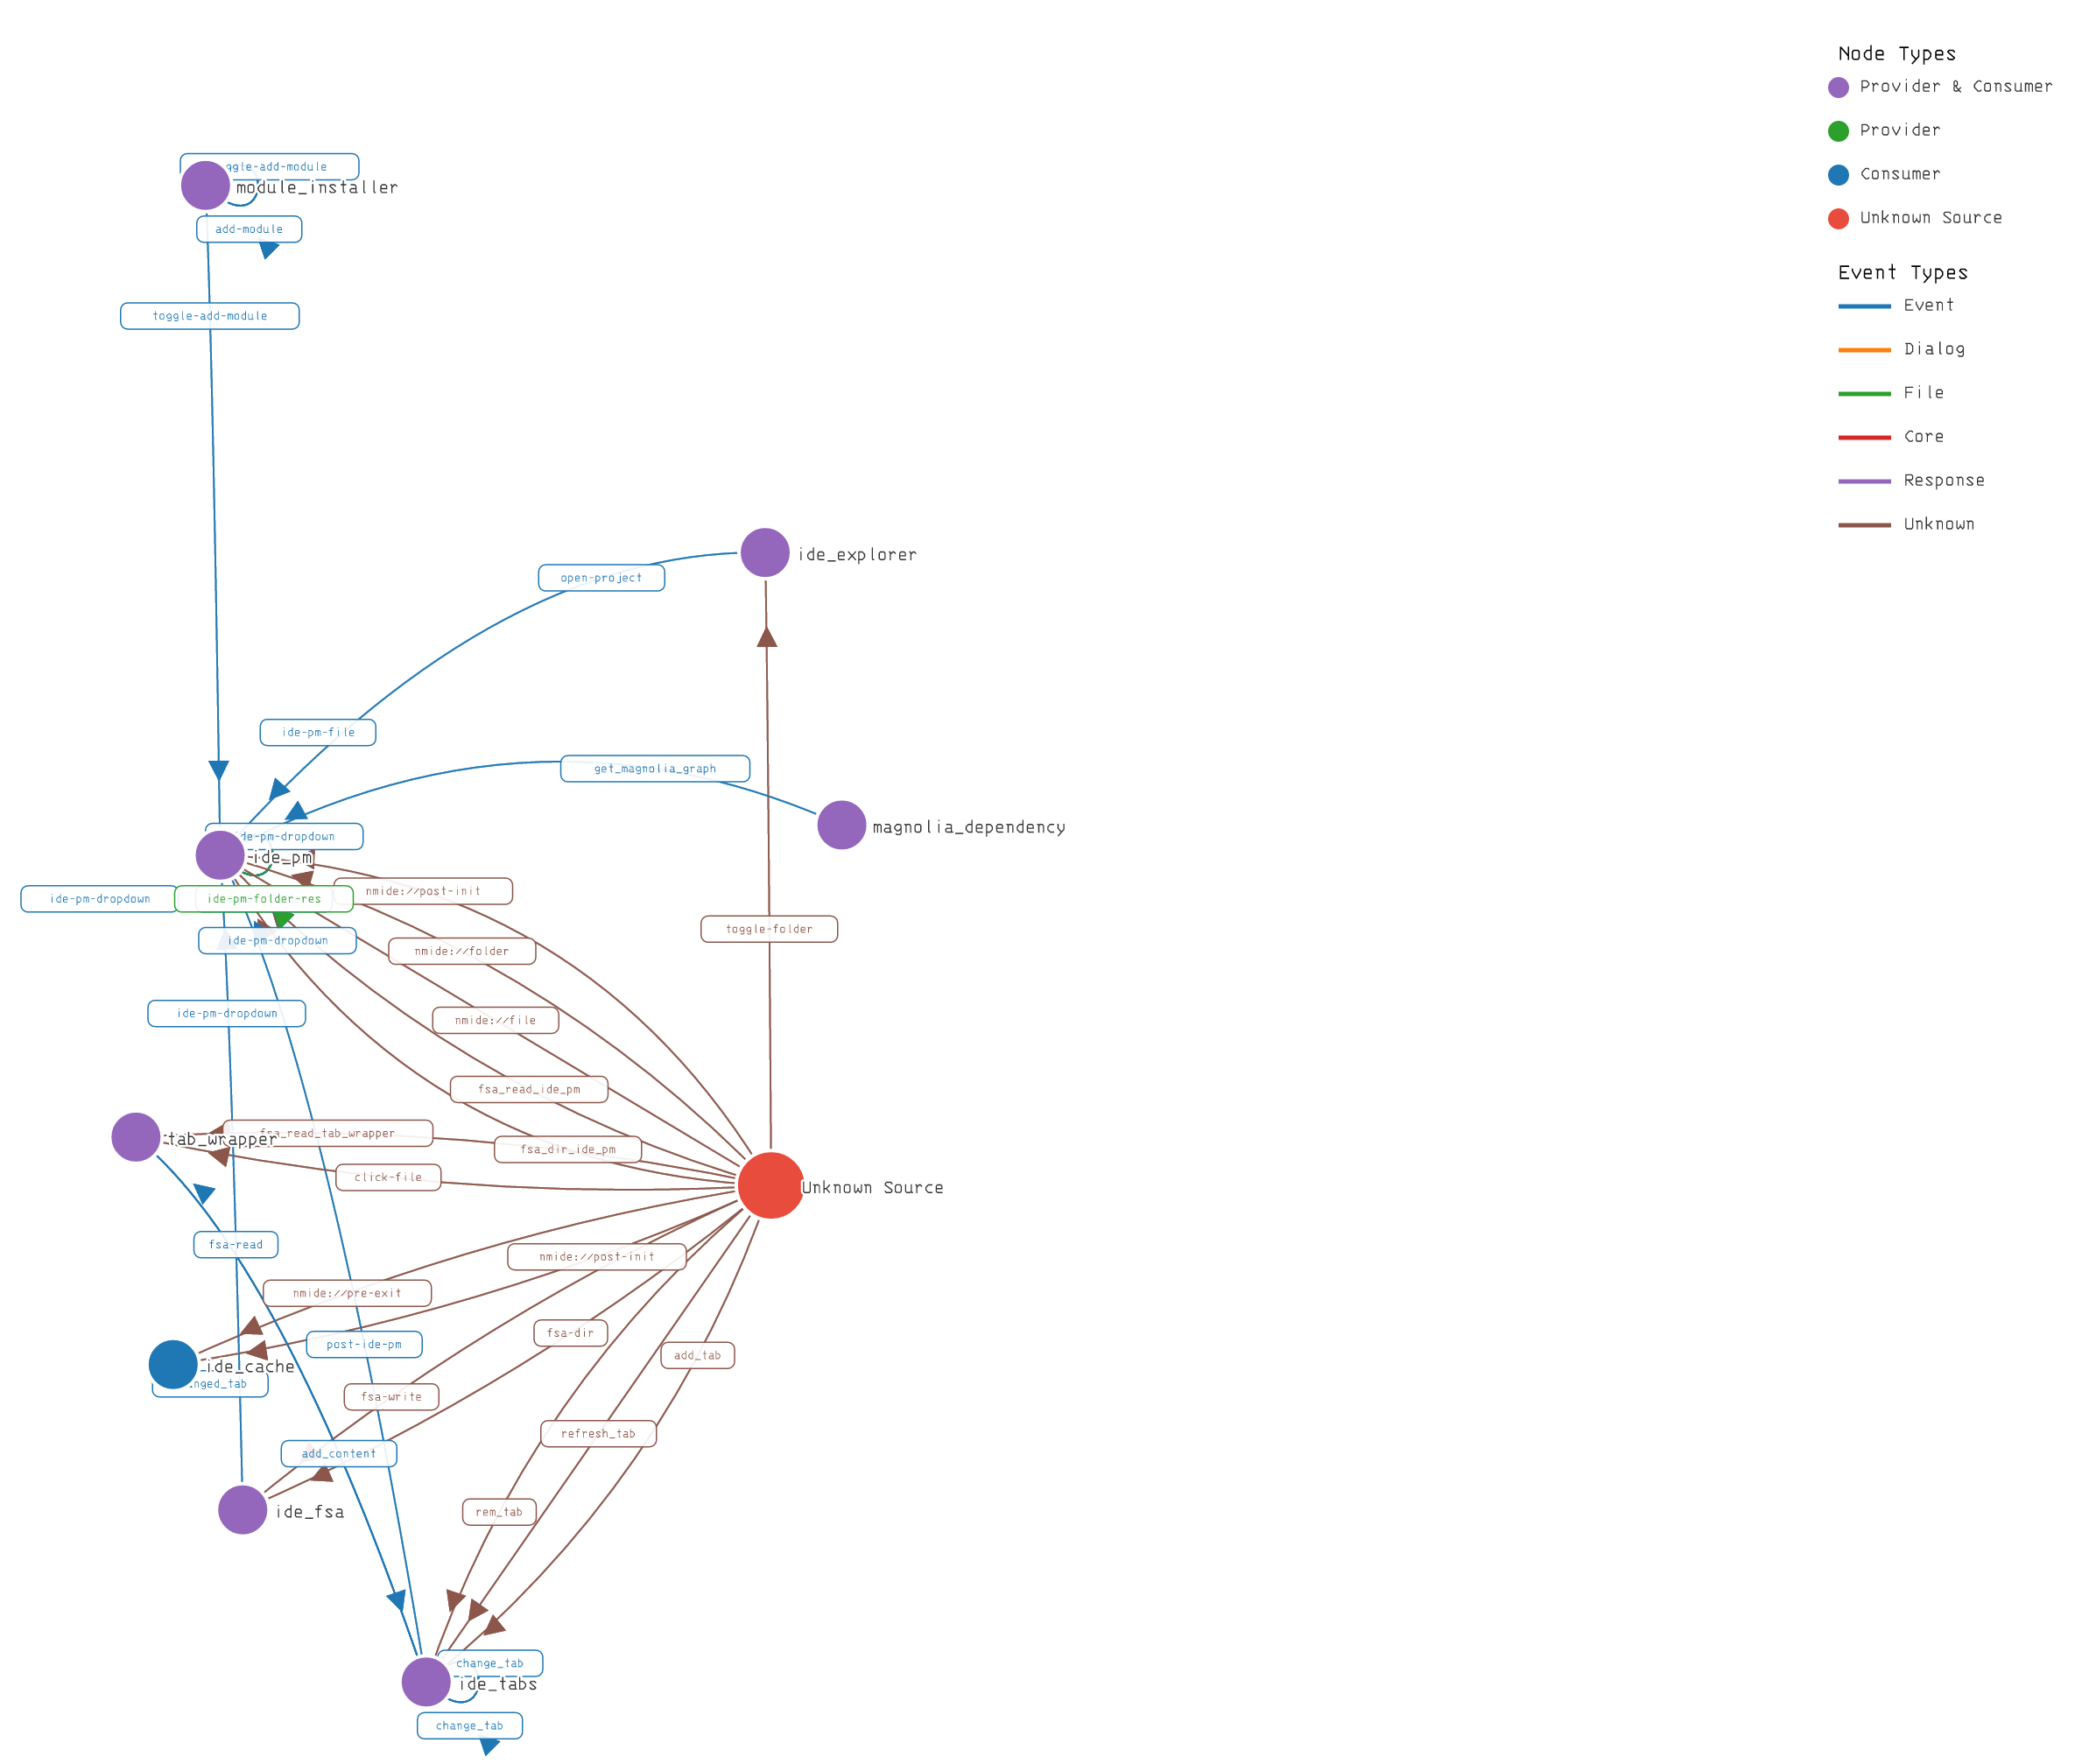 Node Types
Provider & Consumer
Provider
Consumer
Unknown Source
Event Types
Event
Dialog
File
Core
Response
Unknown
ggle-add-module
module_installer
add-module
toggle-add-module
ide_explorer
open-project
ide-pm-file
get_magnolia_graph
magnolia_dependency
de-pm-dropdown
ide_pm
nmide://post-init
ide-pm-dropdown
ide-pm-folder-res
toggle-folder
ide-pm-dropdown
nmide://folder
ide-pm-dropdown
nmide://file
fsa_read_ide_pm
fsa_read_tab_wrapper
tab_wrapper
fsa_dir_ide_pm
click-file
Unknown Source
fsa-read
nmide://post-init
nmide://pre-exit
fsa-dir
post-ide-pm
add_tab
ide_cache
nged_tab
fsa-write
refresh_tab
add_content
ide_fsa
rem_tab
change_tab
ide_tabs
change_tab